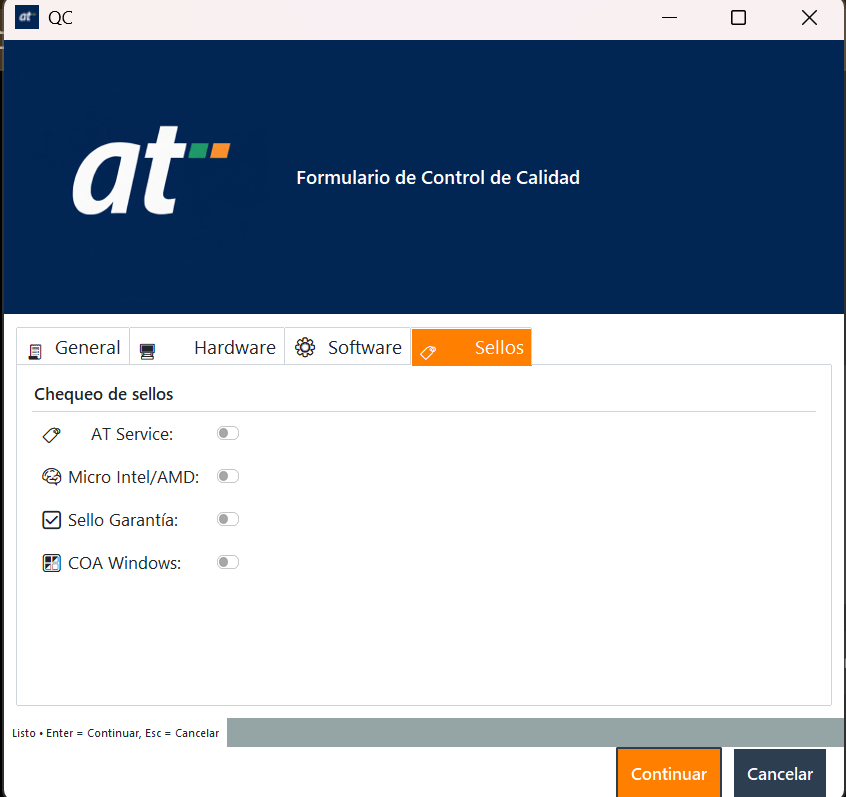 at QC
at
Formulario de Control de Calidad
General Hardware Software Sellos
Chequeo de sellos
AT Service:
Micro Intel/AMD:
Sello Garantía:
COA Windows:
Listo • Enter = Continuar, Esc = Cancelar
Continuar Cancelar